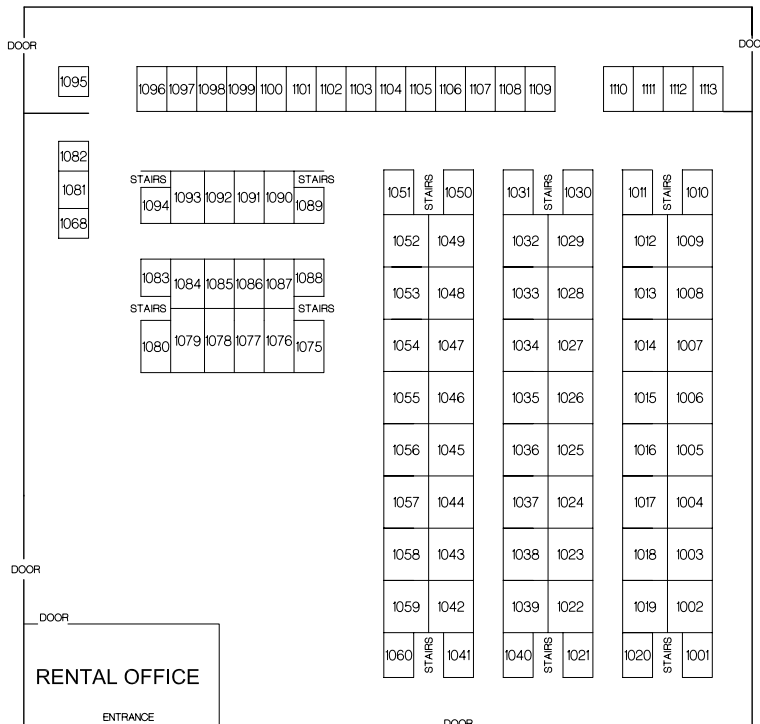 DOOR DOO
1095 1096 1097 1098 1099 1100 1101 1102 1103 1104 1105 1106 1107 1108 1109 1110 1111 1112 1113
1082
1081
1068
STAIRS STAIRS
1094 1093 1092 1091 1090 1089
1083 1084 1085 1086 1087 1088
STAIRS STAIRS
1080 1079 1078 1077 1076 1075
1051 STAIRS 1050 1031 STAIRS 1030 1011 STAIRS 1010
1052 1049 1032 1029 1012 1009
1053 1048 1033 1028 1013 1008
1054 1047 1034 1027 1014 1007
1055 1046 1035 1026 1015 1006
1056 1045 1036 1025 1016 1005
1057 1044 1037 1024 1017 1004
1058 1043 1038 1023 1018 1003
1059 1042 1039 1022 1019 1002
1060 STAIRS 1041 1040 STAIRS 1021 1020 STAIRS 1001
DOOR
DOOR
RENTAL OFFICE
ENTRANCE
DOOR